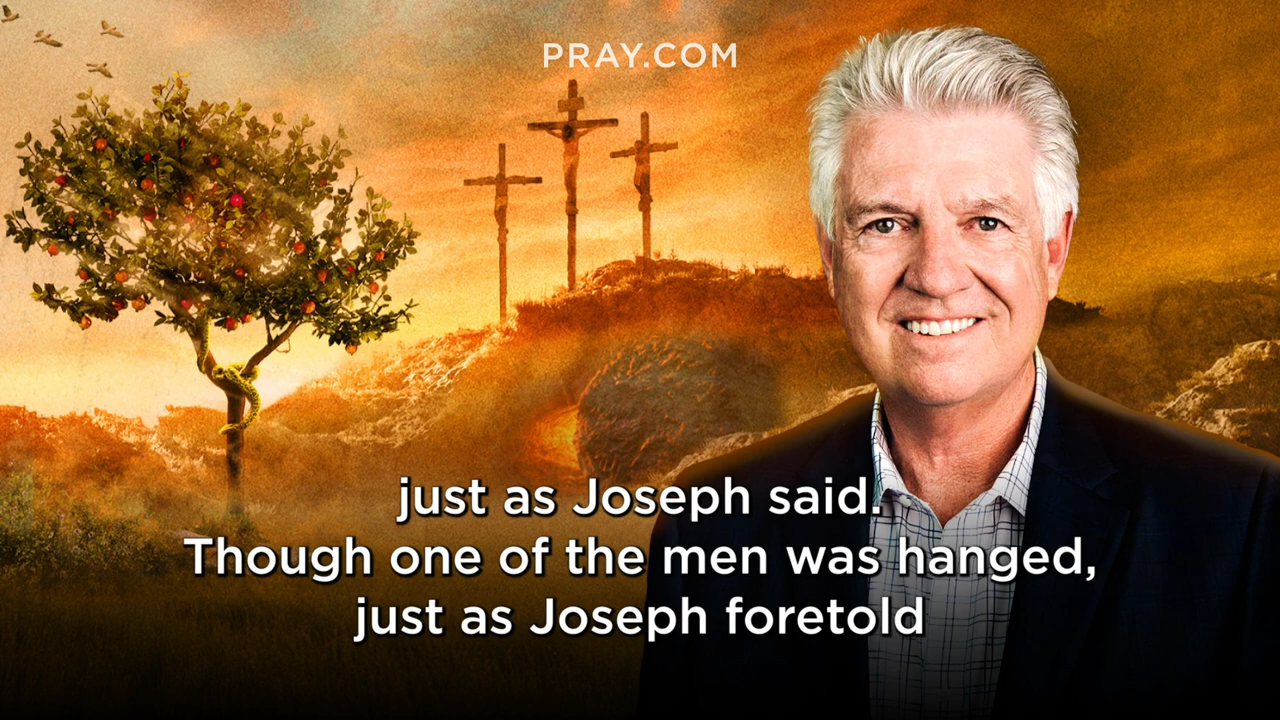 PRAY.COM
just as Joseph said.
Though one of the men was hanged,
just as Joseph foretold